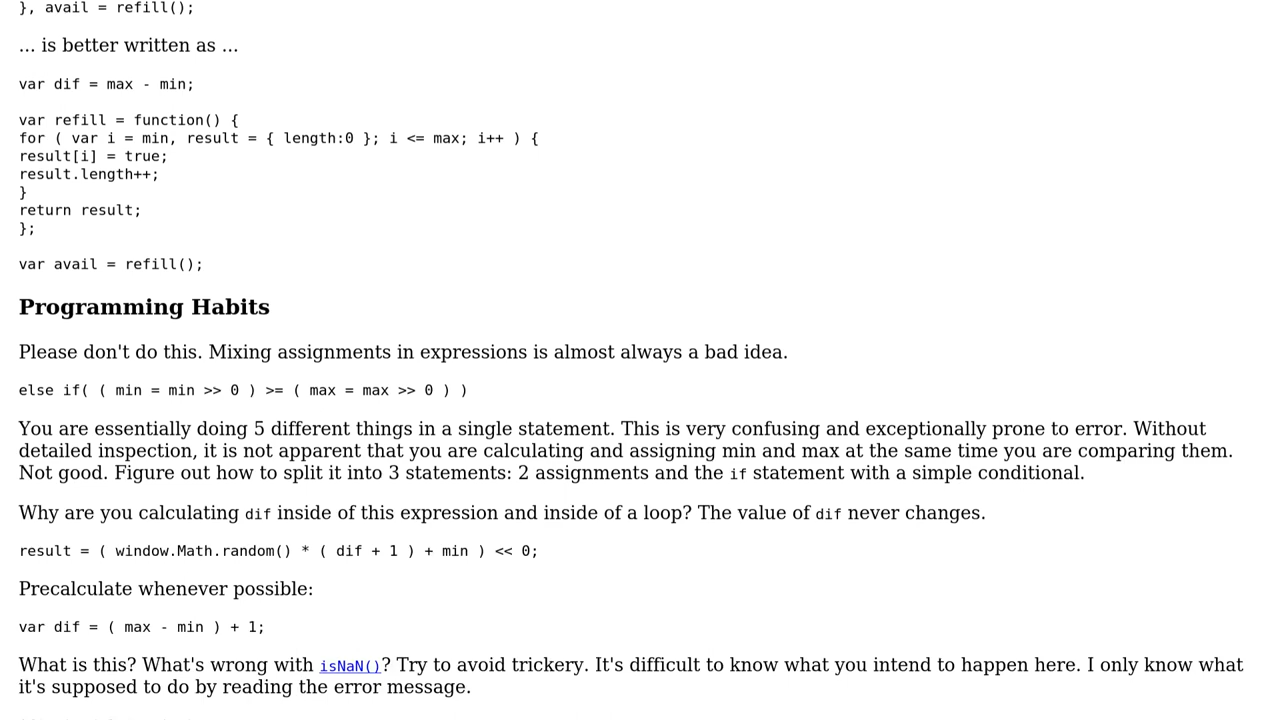 }, avail = refill();
... is better written as ...
var dif = max - min;
var refill = function() {
for ( var i = min, result = { length:0 }; i <= max; i++ ) {
result[i] = true;
result.length++;
}
return result;
};
var avail = refill();
Programming Habits
Please don't do this. Mixing assignments in expressions is almost always a bad idea.
else if( ( min = min >> 0 ) >= ( max = max >> 0 ) )
You are essentially doing 5 different things in a single statement. This is very confusing and exceptionally prone to error. Without
detailed inspection, it is not apparent that you are calculating and assigning min and max at the same time you are comparing them.
Not good. Figure out how to split it into 3 statements: 2 assignments and the if statement with a simple conditional.
Why are you calculating dif inside of this expression and inside of a loop? The value of dif never changes.
result = ( window.Math.random() * ( dif + 1 ) + min ) << 0;
Precalculate whenever possible:
var dif = ( max - min ) + 1;
What is this? What's wrong with isNaN()? Try to avoid trickery. It's difficult to know what you intend to happen here. I only know what
it's supposed to do by reading the error message.